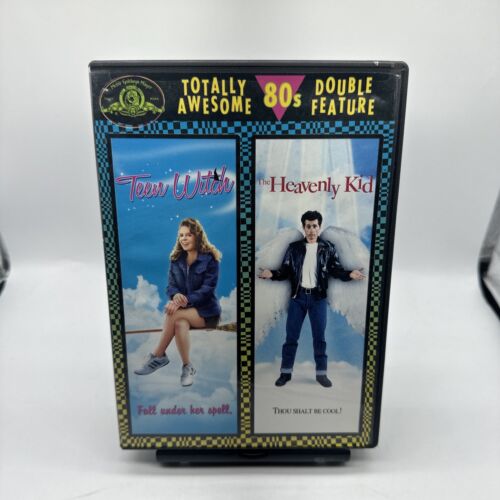 TOTALLY
AWESOME
80s
DOUBLE
FEATURE
Teen Witch
The Heavenly Kid
Fall under her spell.
THOU SHALT BE COOL!